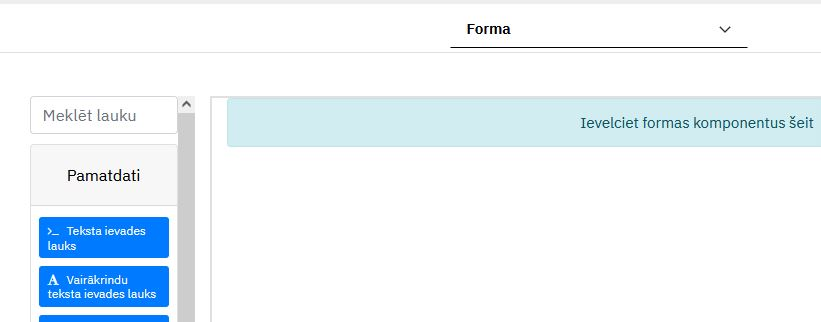 Forma
Meklēt lauku
Ievelciet formas komponentus šeit
Pamatdati
Teksta ievades
lauks
Vairākrindu
teksta ievades lauks